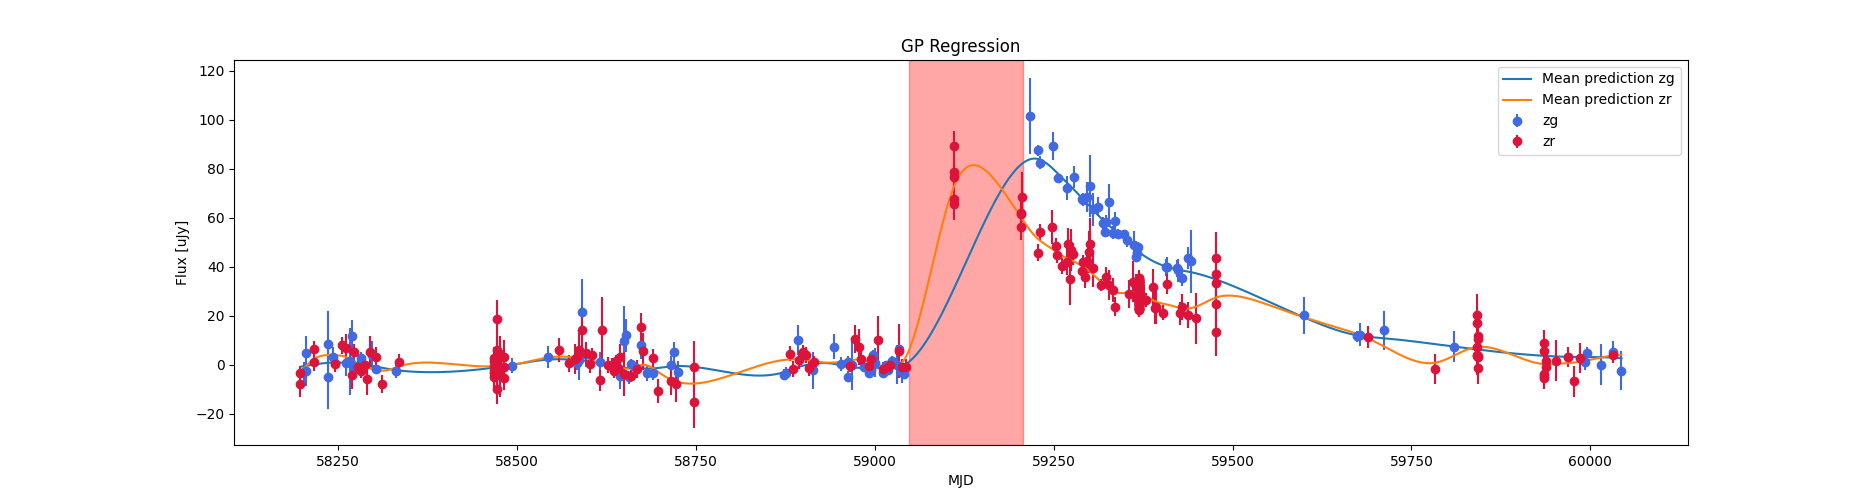 GP Regression
Flux [uJy]
120
100
80
60
40
20
0
−20
58250
58500
58750
59000
59250
59500
59750
60000
MJD
Mean prediction zg
Mean prediction zr
zg
zr